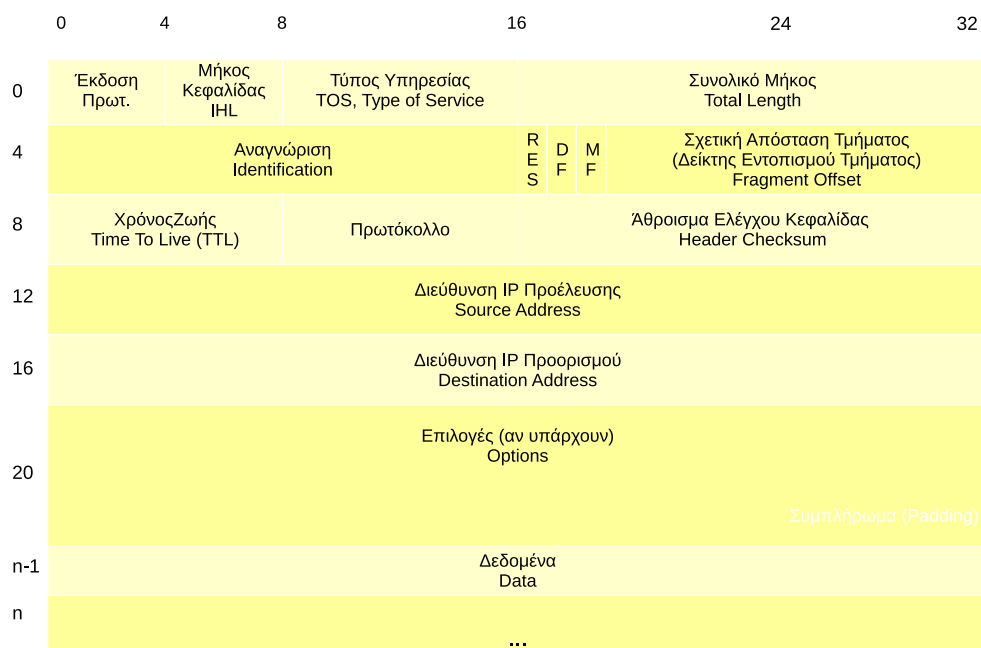 0 4 8 16 24 32
0
Έκδοση
Πρωτ.
Μήκος
Κεφαλίδας
IHL
Τύπος Υπηρεσίας
TOS, Type of Service
Συνολικό Μήκος
Total Length
4
Αναγνώριση
Identification
R
E
S
D
F
M
F
Σχετική Απόσταση Τμήματος
(Δείκτης Εντοπισμού Τμήματος)
Fragment Offset
8
ΧρόνοςΖωής
Time To Live (TTL)
Πρωτόκολλο
Άθροισμα Ελέγχου Κεφαλίδας
Header Checksum
12
Διεύθυνση IP Προέλευσης
Source Address
16
Διεύθυνση IP Προορισμού
Destination Address
20
Επιλογές (αν υπάρχουν)
Options
Συμπλήρωμα (Padding)
n-1
Δεδομένα
Data
n
...